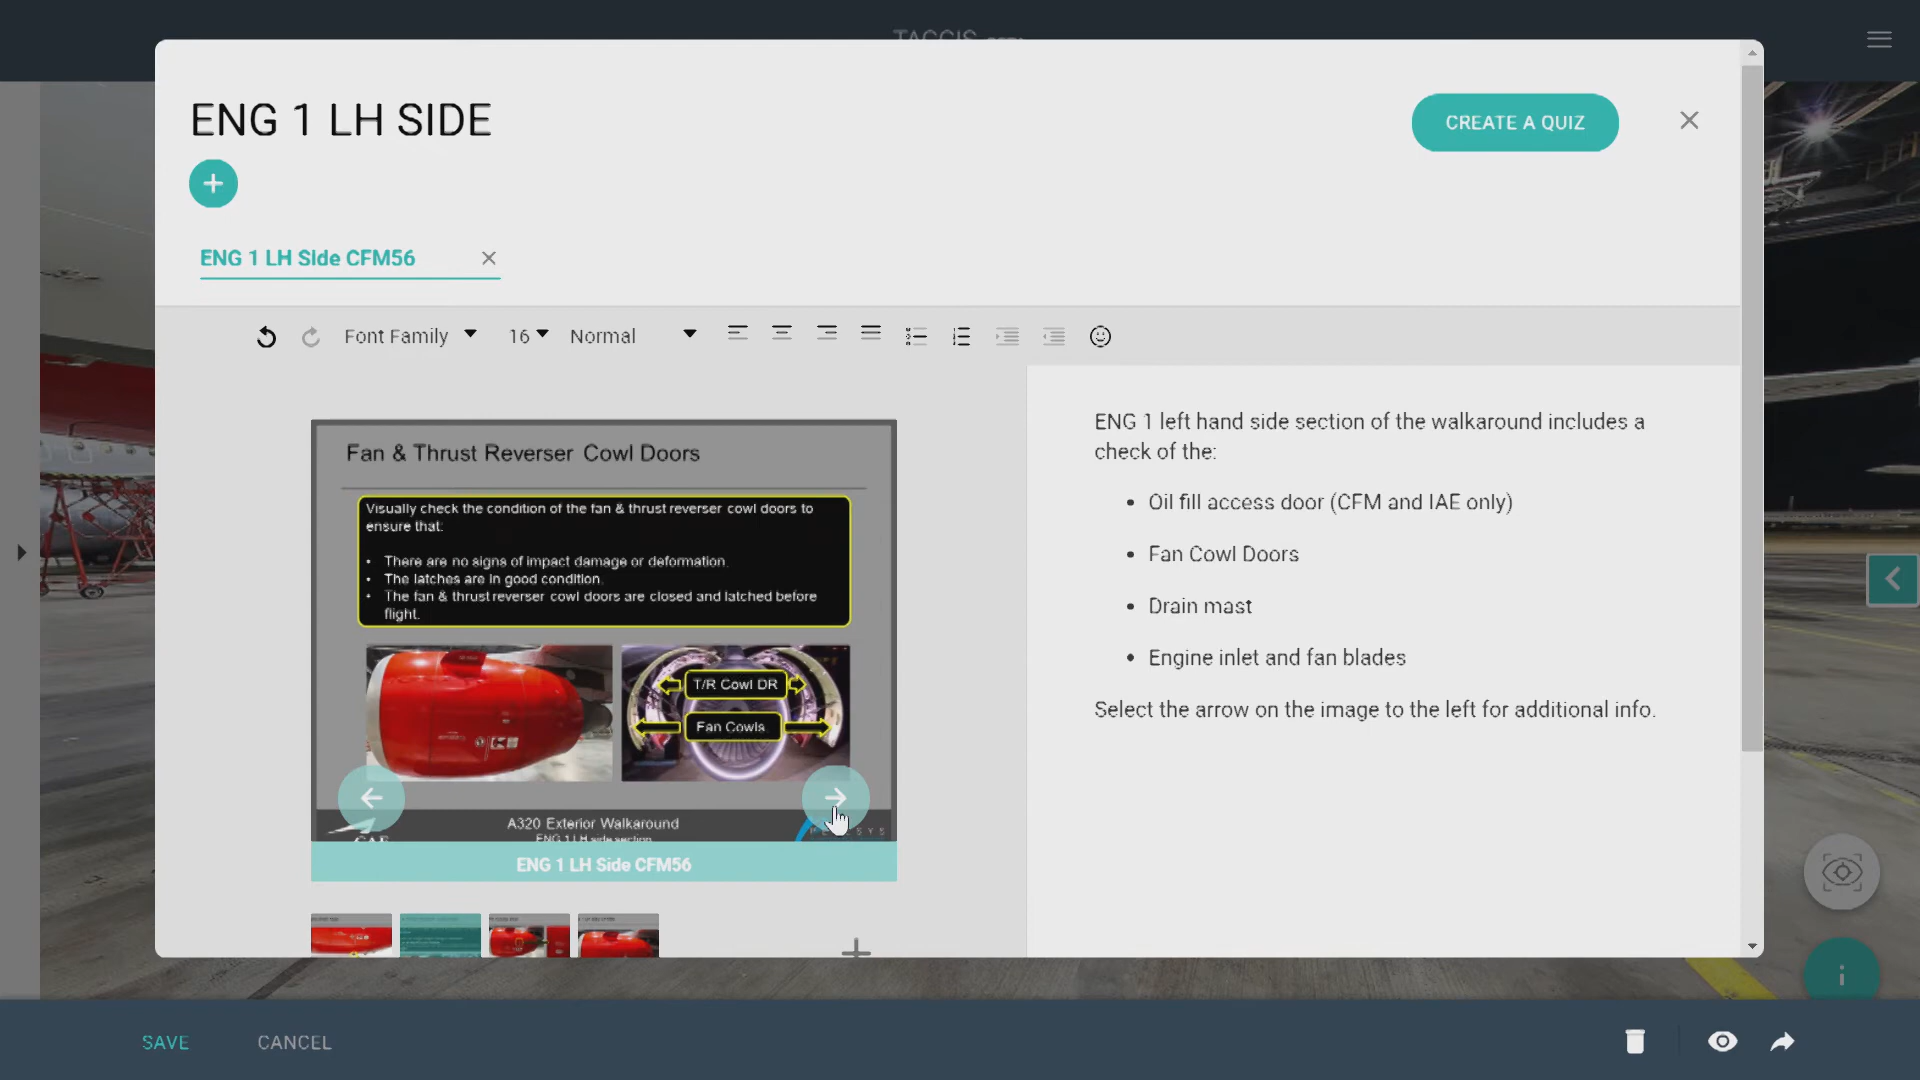 ENG 1 LH SIDE
CREATE A QUIZ
ENG 1 LH Side CFM56
Font Family
16
Normal
Fan & Thrust Reverser Cowl Doors
Visually check the condition of the fan & thrust reverser cowl doors to
ensure that:
• There are no signs of impact damage or deformation.
• The latches are in good condition.
• The fan & thrust reverser cowl doors are closed and latched before
flight.
T/R Cowl DR
Fan Cowls
A320 Exterior Walkaround
ENG 1 LH side section
ENG 1 LH Side CFM56
ENG 1 left hand side section of the walkaround includes a
check of the:
• Oil fill access door (CFM and IAE only)
• Fan Cowl Doors
• Drain mast
• Engine inlet and fan blades
Select the arrow on the image to the left for additional info.
SAVE
CANCEL